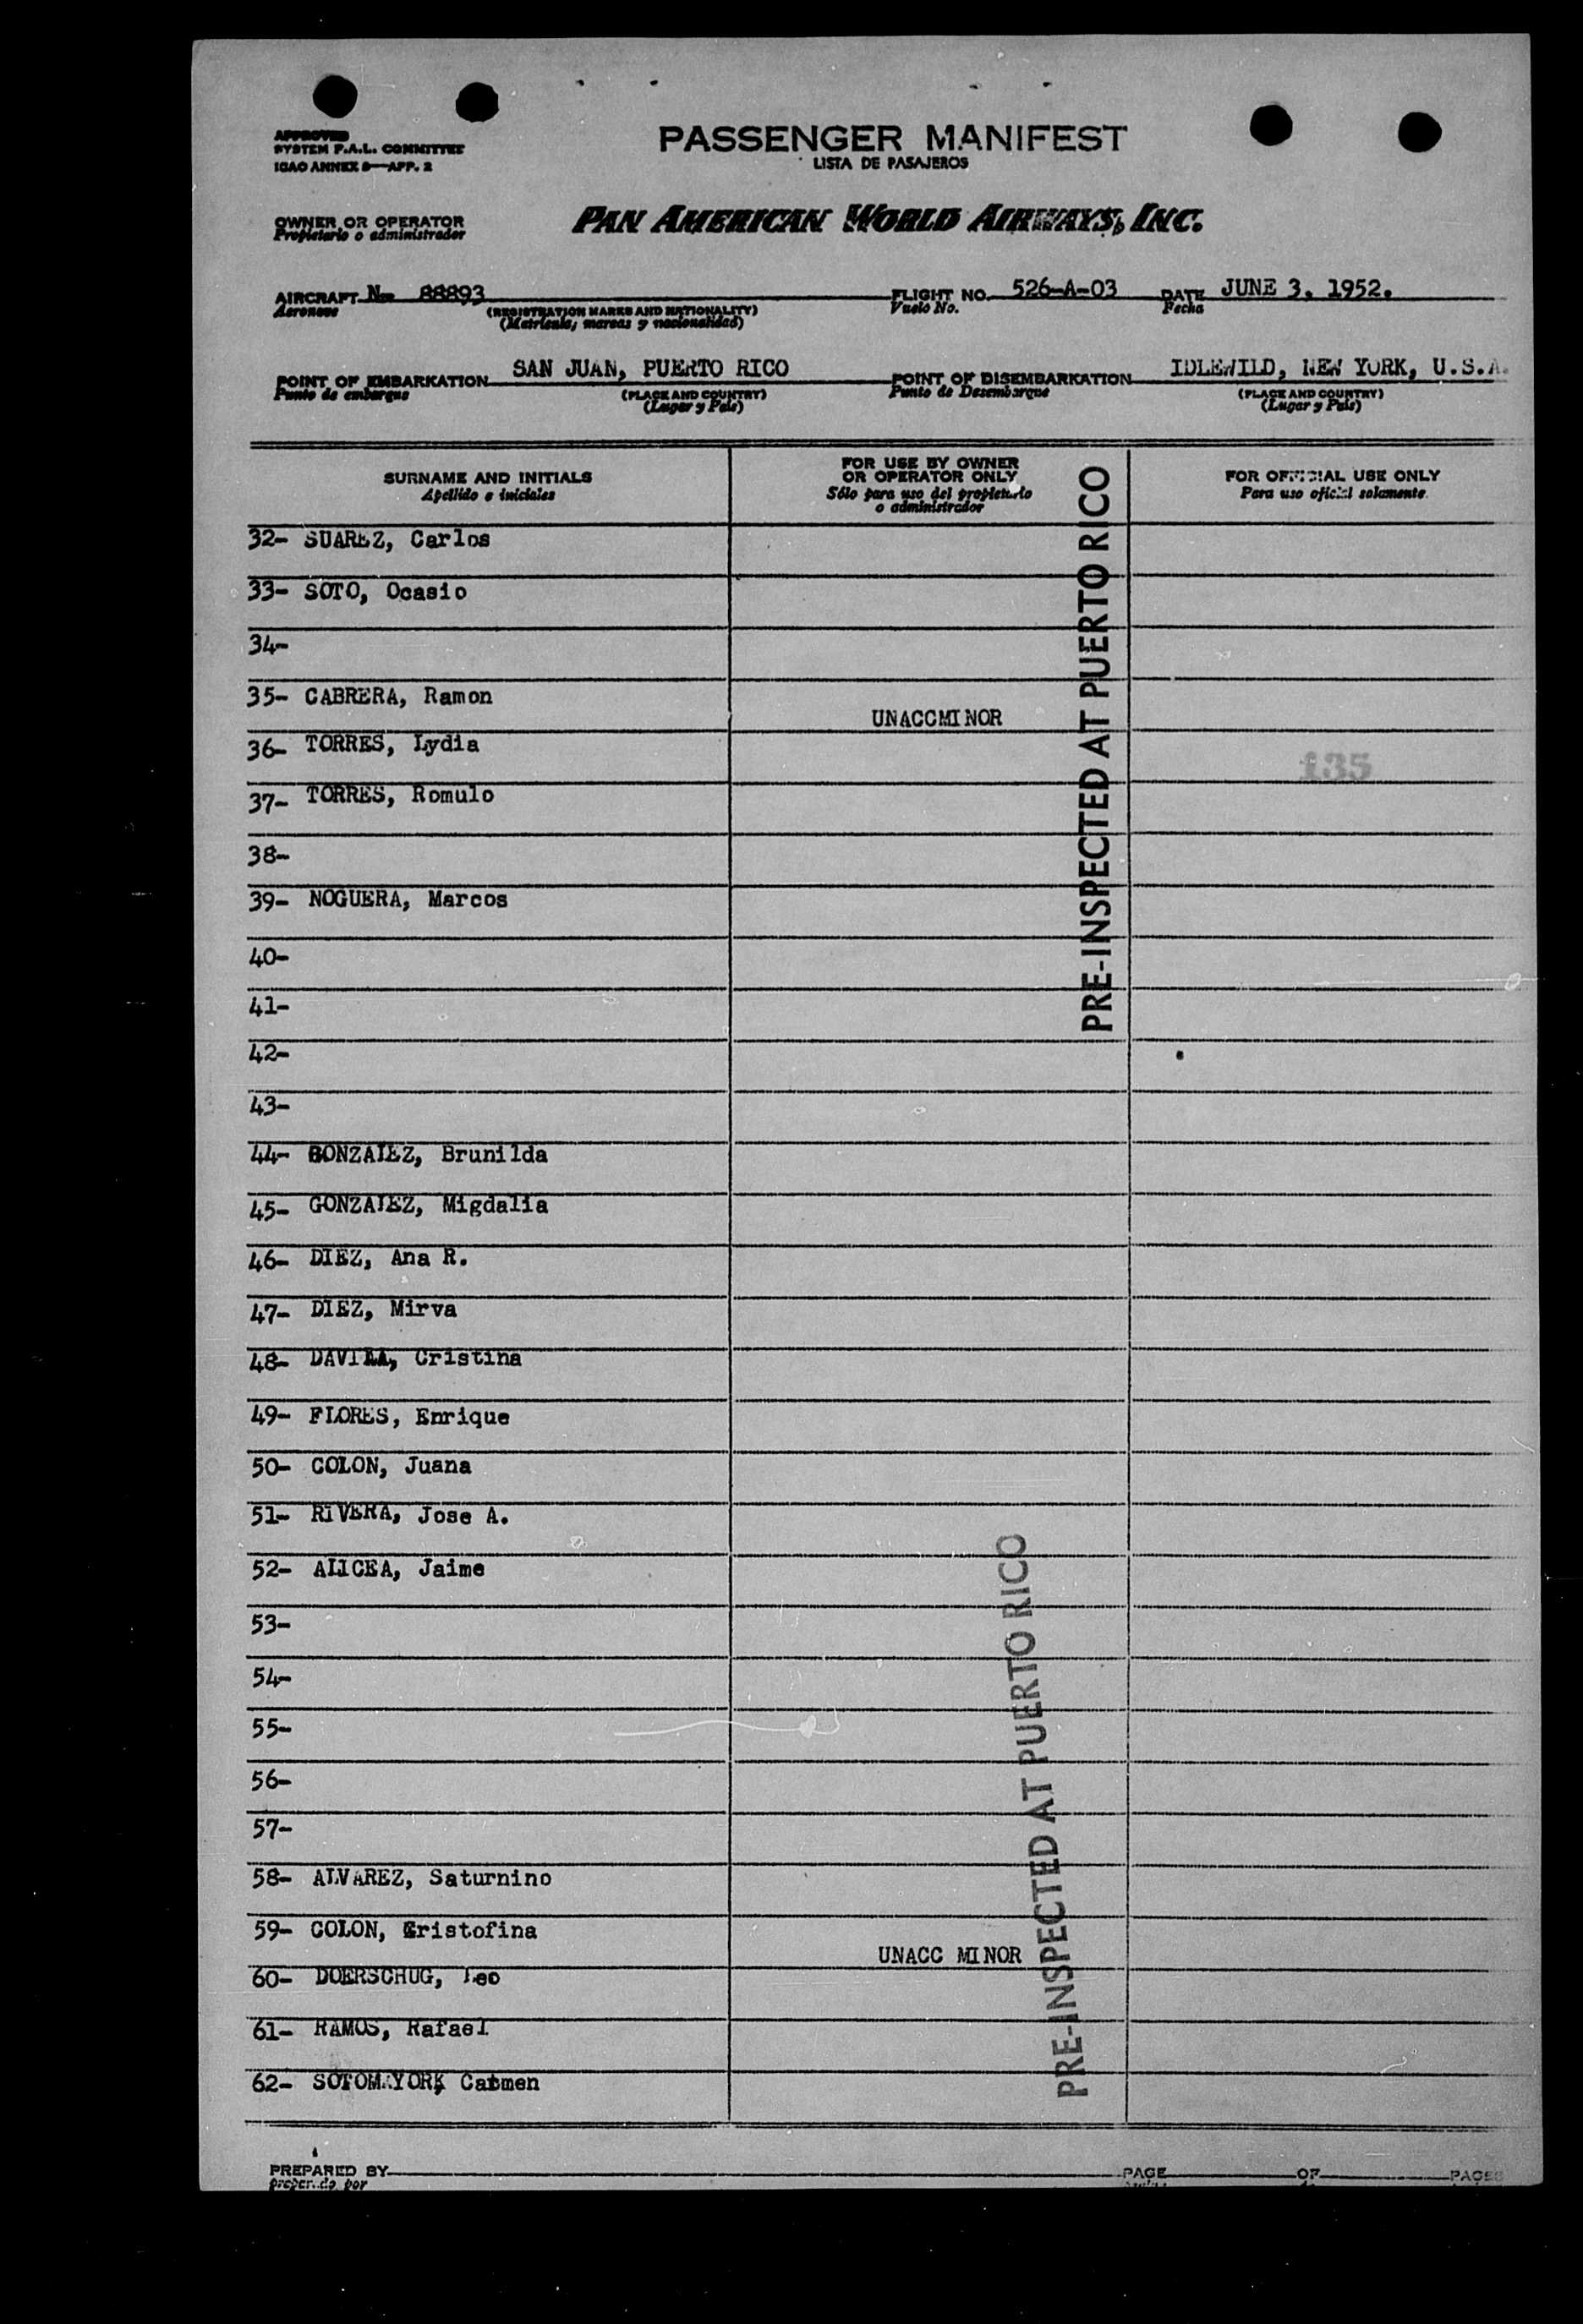 APPROVED
SYSTEM F.A.L. COMMITTEE
ICAO ANNEX 9—APP. 2
PASSENGER MANIFEST
LISTA DE PASAJEROS
OWNER OR OPERATOR
Propietario o administrador
PAN AMERICAN WORLD AIRWAYS, INC.
AIRCRAFT N- 88893 FLIGHT NO. 526-A-03 DATE JUNE 3, 1952.
Aeronave (REGISTRATION MARKS AND NATIONALITY) Vuelo No. Fecha
(Matrícula, marcas y nacionalidad)
POINT OF EMBARKATION SAN JUAN, PUERTO RICO POINT OF DISEMBARKATION IDLEWILD, NEW YORK, U.S.A.
Punto de embarque (PLACE AND COUNTRY) Punto de Desembarque (PLACE AND COUNTRY)
(Lugar y País) (Lugar y País)
SURNAME AND INITIALS
Apellido e iniciales
FOR USE BY OWNER
OR OPERATOR ONLY
Sólo para uso del propietario
o administrador
FOR OFFICIAL USE ONLY
Para uso oficial solamente.
PRE-INSPECTED AT PUERTO RICO
32- SUAREZ, Carlos
33- SOTO, Ocasio
34-
35- CABRERA, Ramon
UNACCMINOR
36- TORRES, Lydia
135
37- TORRES, Romulo
38-
39- NOGUERA, Marcos
40-
41-
42-
43-
44- GONZALEZ, Brunilda
45- GONZALEZ, Migdalia
46- DIEZ, Ana R.
47- DIEZ, Mirva
48- DAVILA, Cristina
49- FLORES, Enrique
50- COLON, Juana
51- RIVERA, Jose A.
52- ALICEA, Jaime
53-
54-
55-
56-
57-
58- ALVAREZ, Saturnino
59- COLON, Cristofina
UNACC MINOR
60- DOERSCHUG, Leo
61- RAMOS, Rafael
62- SOTOMAYOR, Carmen
PRE-INSPECTED AT PUERTO RICO
PREPARED BY PAGE OF PAGES
preparado por